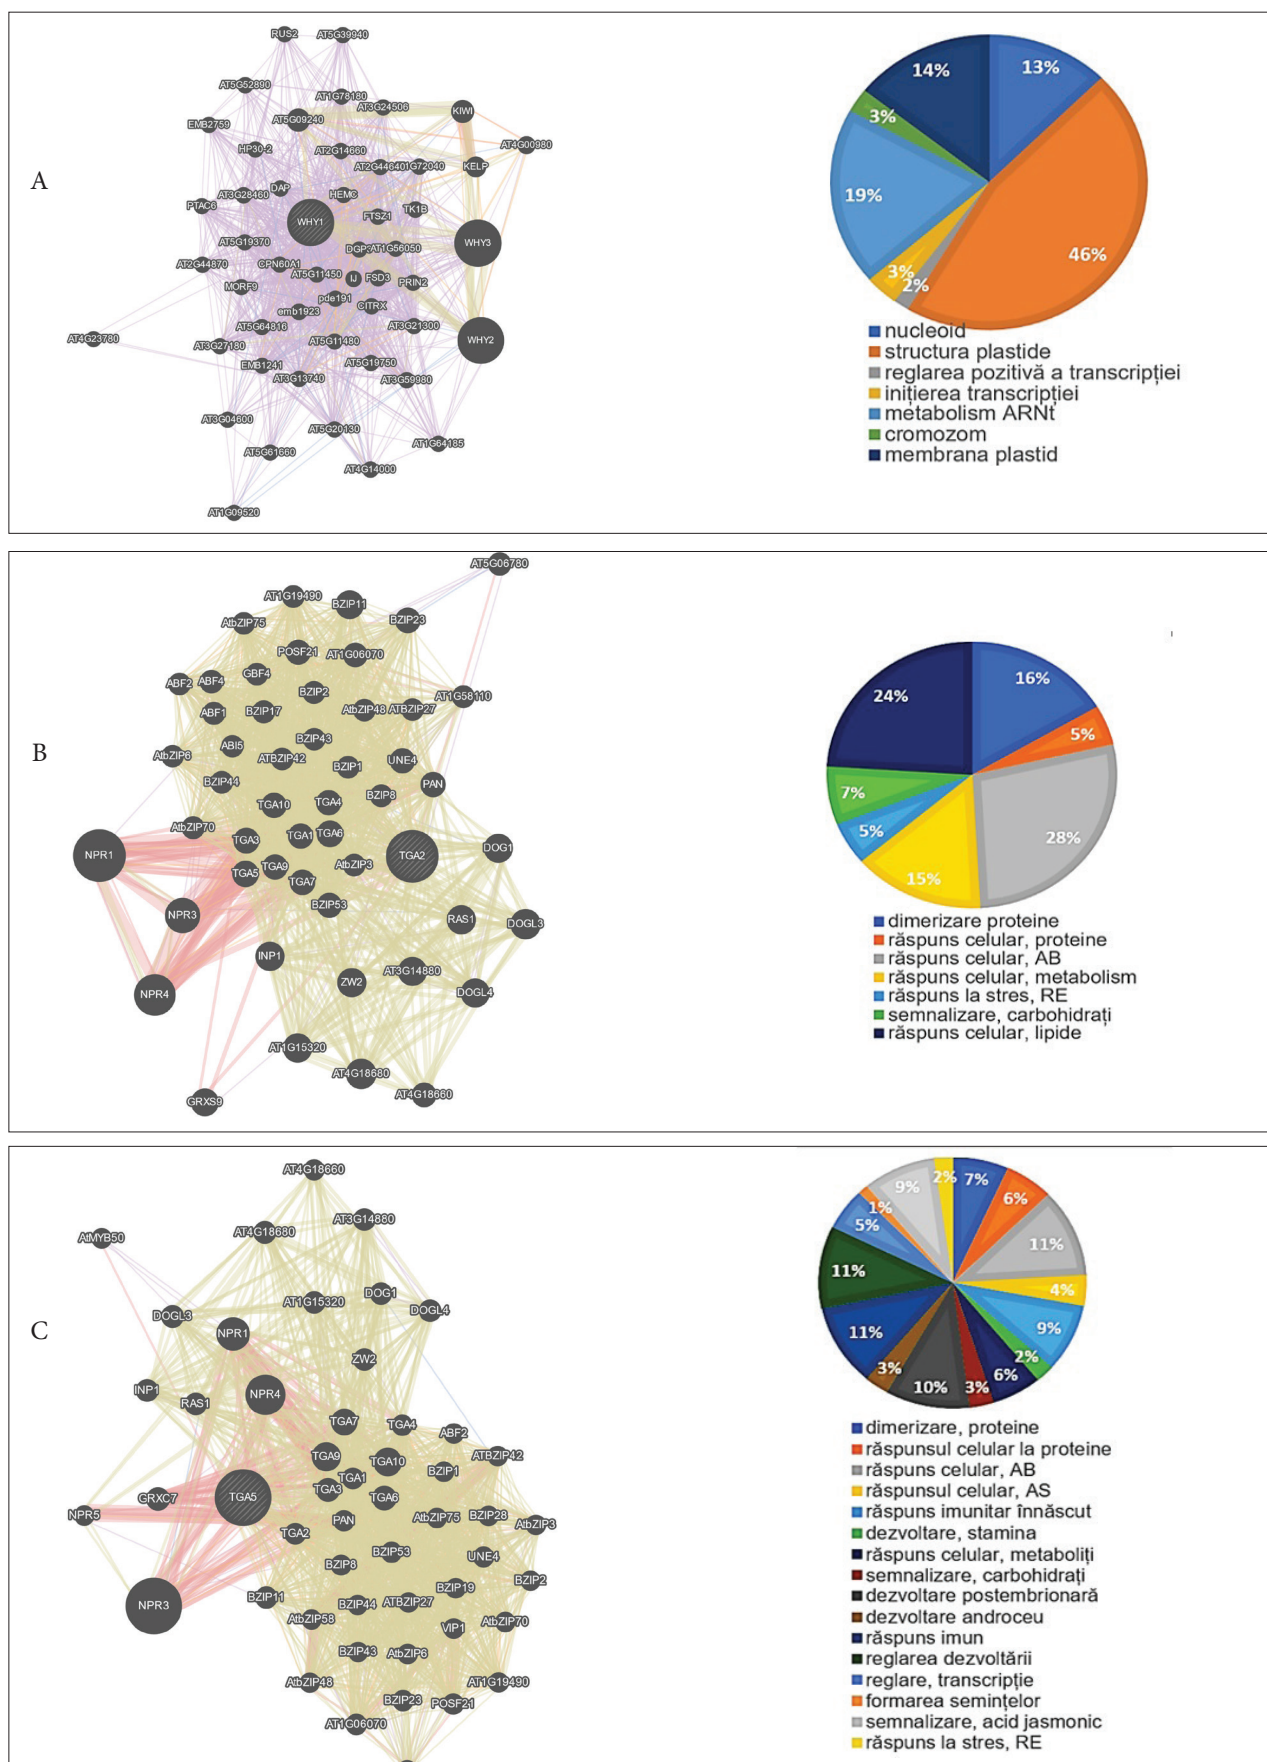 A
RUS2
AT5G39940
AT5G52890
AT1G78180
AT3G24506
AT5G09240
KIWI
EMB2759
AT4G00980
HP30-2
AT2G14660
AT2G44640
1G72040
KELP
DAP
AT3G28460
HEMC
PTAC6
TK1B
FTSZ1
WHY1
WHY3
AT5G19370
AT1G56050
AT2G44870
CPN60A1
AT5G11450
IJ
FSD3
PRIN2
MORF9
pde191
CITRX
emb1923
AT5G64816
AT3G21300
AT4G23780
AT3G27180
AT5G11480
WHY2
EMB1241
AT5G19750
AT3G13740
AT3G59980
AT3G04600
AT5G20130
AT5G61660
AT1G64185
AT4G14000
AT1G09520
14%
13%
3%
19%
46%
3%
2%
nucleoid
structura plastide
reglarea pozitivă a transcripției
inițierea transcripției
metabolism ARNt
cromozom
membrana plastid
B
AT5G06780
AT1G19490
BZIP11
BZIP23
AtbZIP75
POSF21
AT1G06070
ABF2
ABF4
GBF4
BZIP2
AT1G58110
ABF1
BZIP17
AtbZIP48
ATBZIP27
BZIP43
ABI5
AtbZIP6
ATBZIP42
BZIP1
UNE4
BZIP44
PAN
BZIP8
TGA10
TGA4
AtbZIP70
TGA3
TGA1
TGA6
NPR1
TGA2
DOG1
TGA5
TGA9
AtbZIP3
TGA7
BZIP53
NPR3
RAS1
DOGL3
INP1
AT3G14880
ZW2
NPR4
DOGL4
AT1G15320
AT4G18680
AT4G18660
GRXS9
24%
16%
5%
7%
5%
28%
15%
dimerizare proteine
răspuns celular, proteine
răspuns celular, AB
răspuns celular, metabolism
răspuns la stres, RE
semnalizare, carbohidrați
răspuns celular, lipide
C
AT4G18660
AT3G14880
AT4G18680
AtMYB50
DOG1
AT1G15320
DOGL4
DOGL3
NPR1
ZW2
INP1
NPR4
RAS1
TGA7
TGA4
ABF2
TGA9
TGA10
ATBZIP42
TGA1
BZIP1
TGA3
TGA6
GRXC7
TGA5
NPR5
PAN
AtbZIP75
BZIP28
AtbZIP3
TGA2
BZIP53
UNE4
BZIP8
BZIP19
BZIP2
BZIP11
NPR3
BZIP44
ATBZIP27
AtbZIP58
VIP1
AtbZIP70
BZIP43
AtbZIP6
AtbZIP48
AT1G19490
BZIP23
POSF21
AT1G06070
9%
2%
7%
6%
1%
5%
11%
11%
4%
11%
9%
3%
10%
3%
6%
2%
dimerizare, proteine
răspunsul celular la proteine
răspuns celular, AB
răspunsul celular, AS
răspuns imunitar înnăscut
dezvoltare, stamina
răspuns celular, metaboliți
semnalizare, carbohidrați
dezvoltare postembrionară
dezvoltare androceu
răspuns imun
reglarea dezvoltării
reglare, transcripție
formarea semințelor
semnalizare, acid jasmonic
răspuns la stres, RE